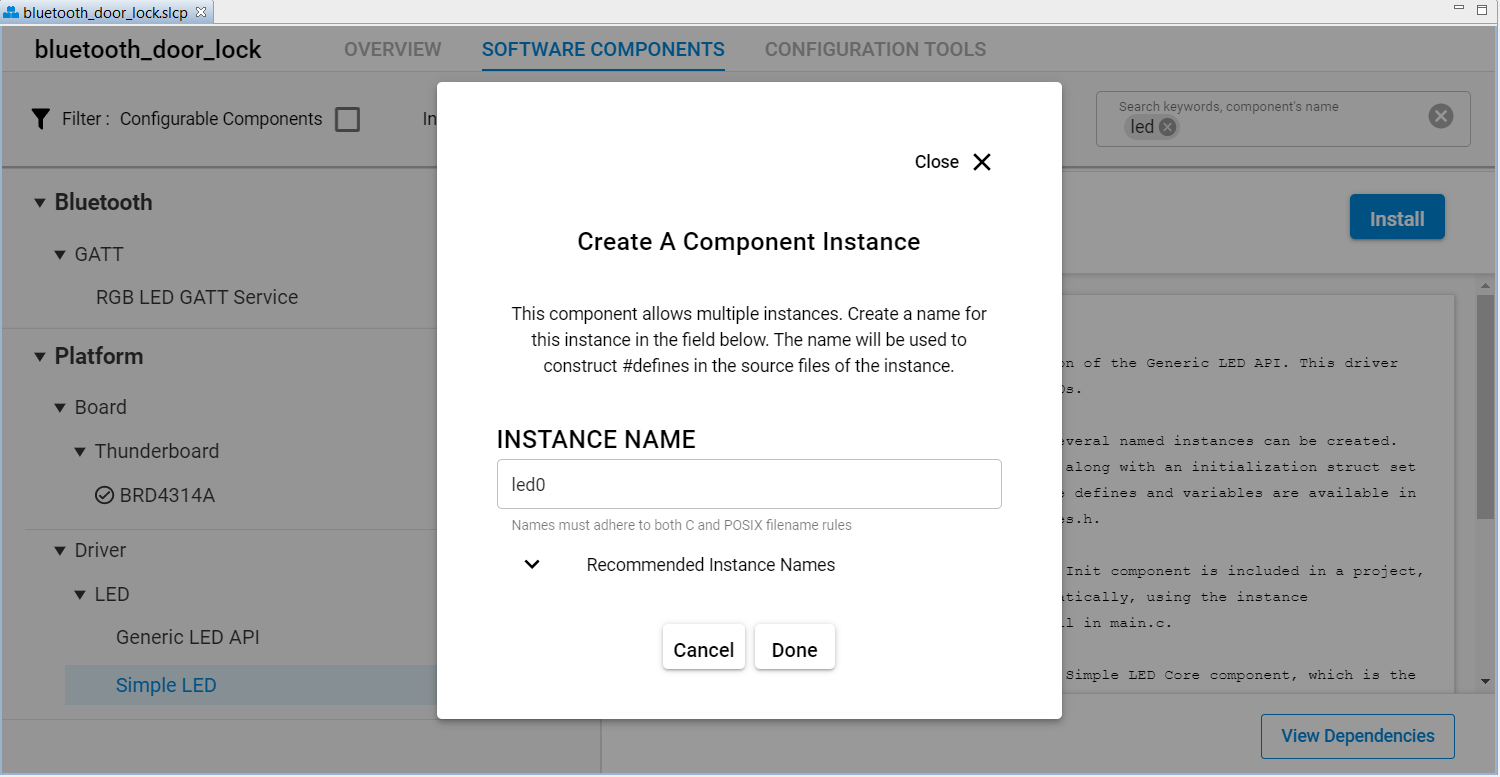 bluetooth_door_lock.slcp
bluetooth_door_lock
OVERVIEW
SOFTWARE COMPONENTS
CONFIGURATION TOOLS
Filter : Configurable Components
In
Search keywords, component's name
led
Bluetooth
GATT
RGB LED GATT Service
Platform
Board
Thunderboard
BRD4314A
Driver
LED
Generic LED API
Simple LED
Close
Create A Component Instance
This component allows multiple instances. Create a name for
this instance in the field below. The name will be used to
construct #defines in the source files of the instance.
INSTANCE NAME
led0
Names must adhere to both C and POSIX filename rules
Recommended Instance Names
Cancel
Done
Install
of the Generic LED API. This driver
several named instances can be created.
along with an initialization struct set
defines and variables are available in
Init component is included in a project,
using the instance
in main.c.
Simple LED Core component, which is the
View Dependencies